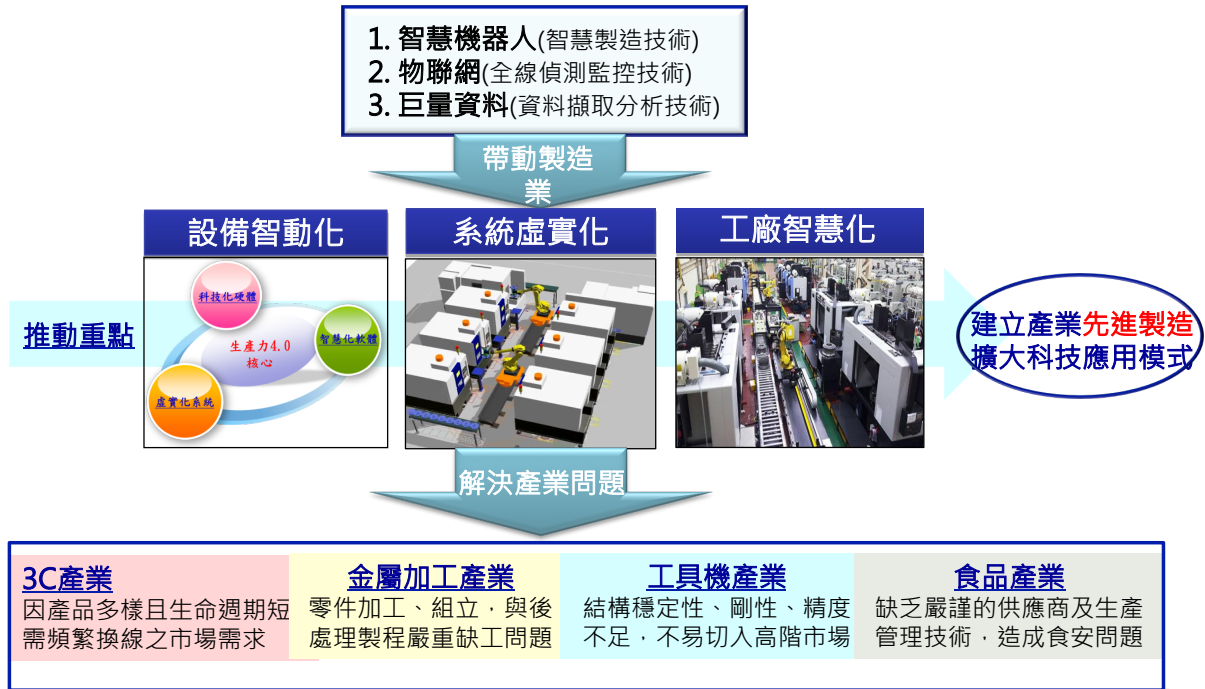 1. 智慧機器人(智慧製造技術)
2. 物聯網(全線偵測監控技術)
3. 巨量資料(資料擷取分析技術)
帶動製造
業
設備智動化
系統虛實化
工廠智慧化
推動重點
科技化硬體
智慧化軟體
生產力4.0
核心
虛實化系統
建立產業先進製造
擴大科技應用模式
解決產業問題
3C產業
因產品多樣且生命週期短
需頻繁換線之市場需求
金屬加工產業
零件加工、組立，與後
處理製程嚴重缺工問題
工具機產業
結構穩定性、剛性、精度
不足，不易切入高階市場
食品產業
缺乏嚴謹的供應商及生產
管理技術，造成食安問題